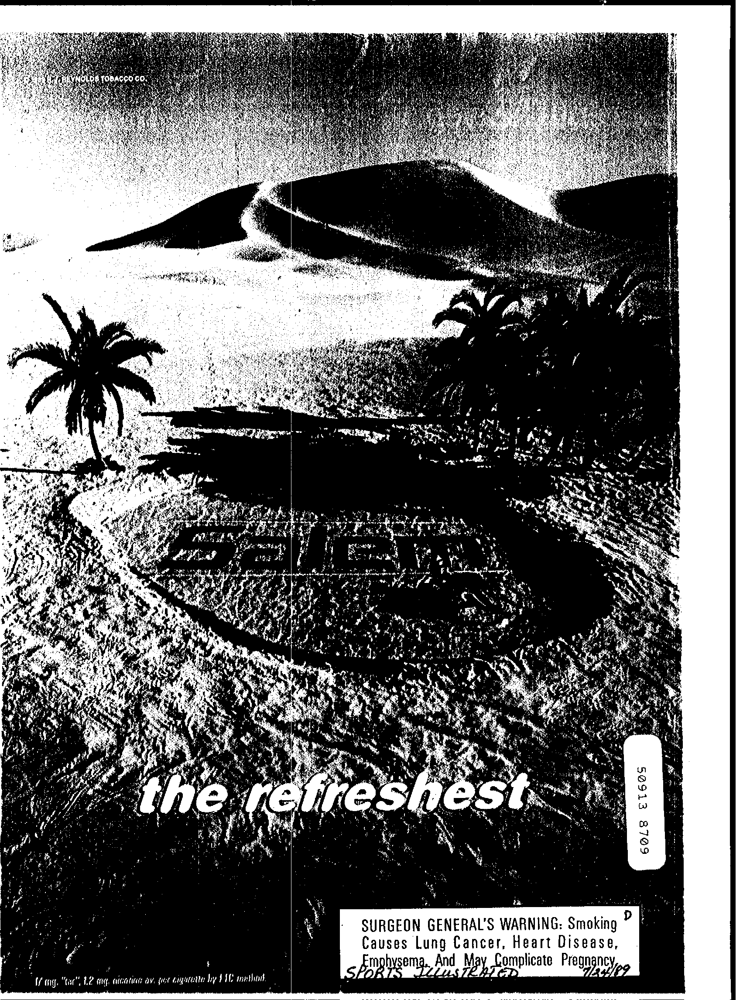 REYNOLDS TOBACCO CO.
Salem
the refreshest
50913 8709
SURGEON GENERAL'S WARNING: Smoking
Causes Lung Cancer, Heart Disease,
Emphysema, And May Complicate Pregnancy.
D
SPORTS ILLUSTRATED 7/24/89
17 mg. "tar", 1.2 mg. nicotine av. per cigarette by FTC method.